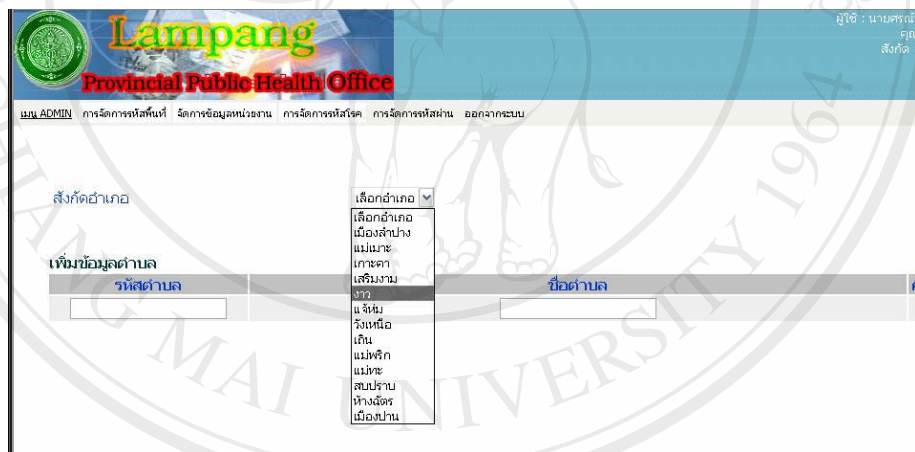 Lampang
Provincial Public Health Office
ผู้ใช้ : นายศรณ์
คุณ
สังกัด
เมนู ADMIN การจัดการรหัสพื้นที่ จัดการข้อมูลหน่วยงาน การจัดการรหัสโรค การจัดการรหัสผ่าน ออกจากระบบ
สังกัดอำเภอ เลือกอำเภอ
เลือกอำเภอ
เมืองลำปาง
แม่เมาะ
เกาะคา
เสริมงาม
งาว
แจ้ห่ม
วังเหนือ
เถิน
แม่พริก
แม่ทะ
สบปราบ
ห้างฉัตร
เมืองปาน
เพิ่มข้อมูลตำบล
รหัสตำบล ชื่อตำบล
CHIANG MAI UNIVERSITY 1964